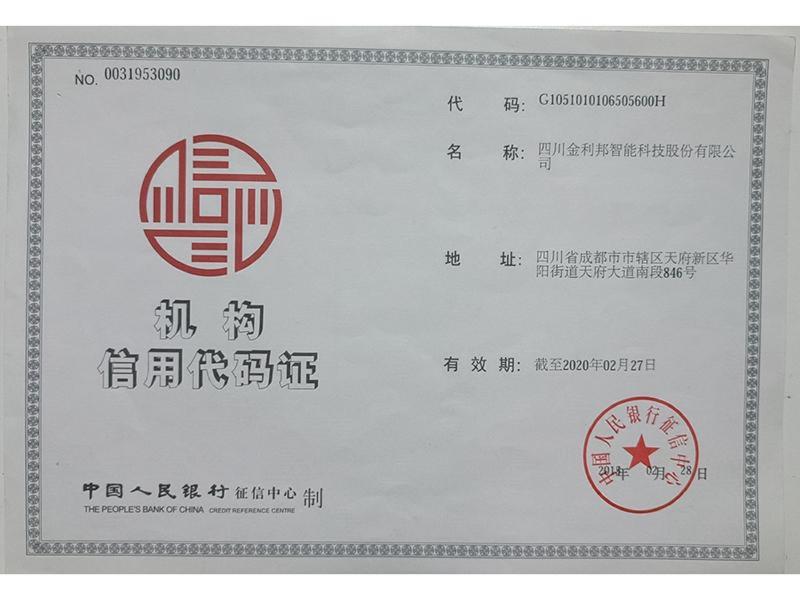 NO. 0031953090
机构
信用代码证
中国人民银行征信中心制
THE PEOPLE'S BANK OF CHINA CREDIT REFERENCE CENTRE
代码: G1051010106505600H
名称: 四川金利邦智能科技股份有限公
司
地址: 四川省成都市市辖区天府新区华
阳街道天府大道南段846号
有效期: 截至2020年02月27日
中国人民银行征信中心
2018年02月28日